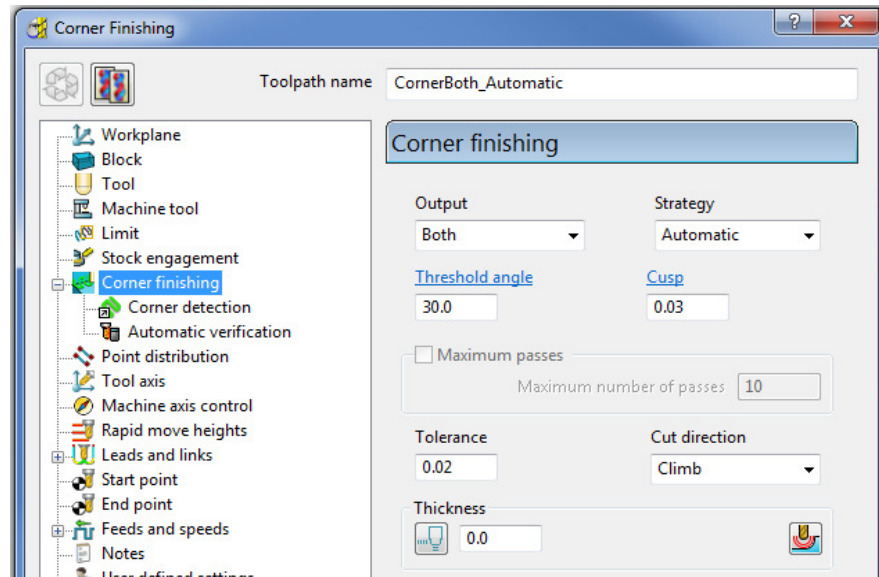 Corner Finishing
Toolpath name
CornerBoth_Automatic
Workplane
Block
Tool
Machine tool
Limit
Stock engagement
Corner finishing
Corner detection
Automatic verification
Point distribution
Tool axis
Machine axis control
Rapid move heights
Leads and links
Start point
End point
Feeds and speeds
Notes
User defined settings
Corner finishing
Output
Strategy
Both
Automatic
Threshold angle
Cusp
30.0
0.03
Maximum passes
Maximum number of passes
10
Tolerance
Cut direction
0.02
Climb
Thickness
0.0